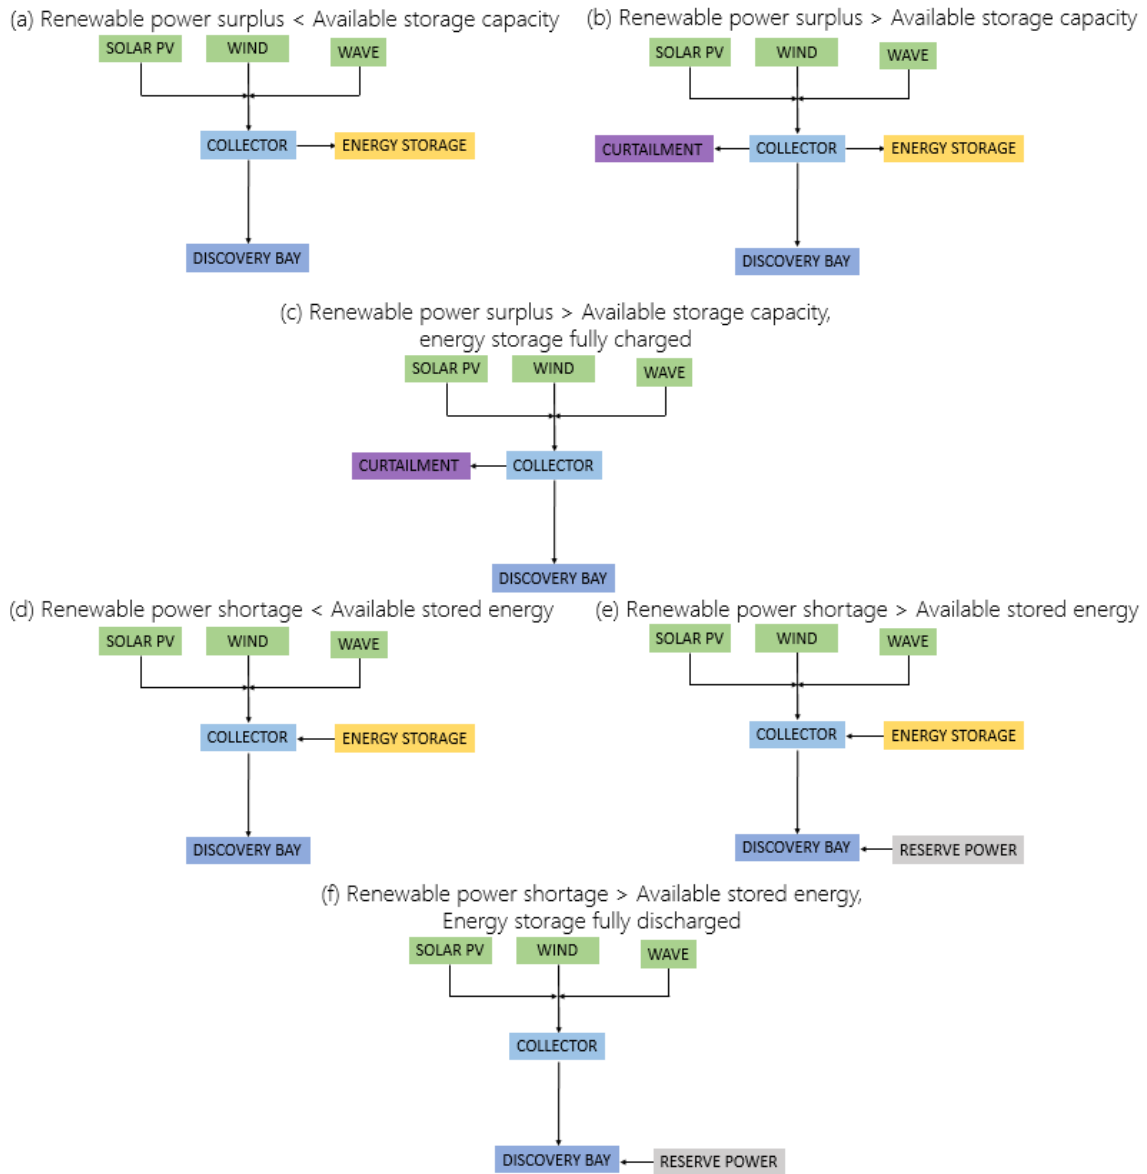 (a) Renewable power surplus < Available storage capacity
SOLAR PV
WIND
WAVE
COLLECTOR
ENERGY STORAGE
DISCOVERY BAY
(b) Renewable power surplus > Available storage capacity
SOLAR PV
WIND
WAVE
CURTAILMENT
COLLECTOR
ENERGY STORAGE
DISCOVERY BAY
(c) Renewable power surplus > Available storage capacity,
energy storage fully charged
SOLAR PV
WIND
WAVE
CURTAILMENT
COLLECTOR
DISCOVERY BAY
(d) Renewable power shortage < Available stored energy
SOLAR PV
WIND
WAVE
COLLECTOR
ENERGY STORAGE
DISCOVERY BAY
(e) Renewable power shortage > Available stored energy
SOLAR PV
WIND
WAVE
COLLECTOR
ENERGY STORAGE
DISCOVERY BAY
RESERVE POWER
(f) Renewable power shortage > Available stored energy,
Energy storage fully discharged
SOLAR PV
WIND
WAVE
COLLECTOR
DISCOVERY BAY
RESERVE POWER